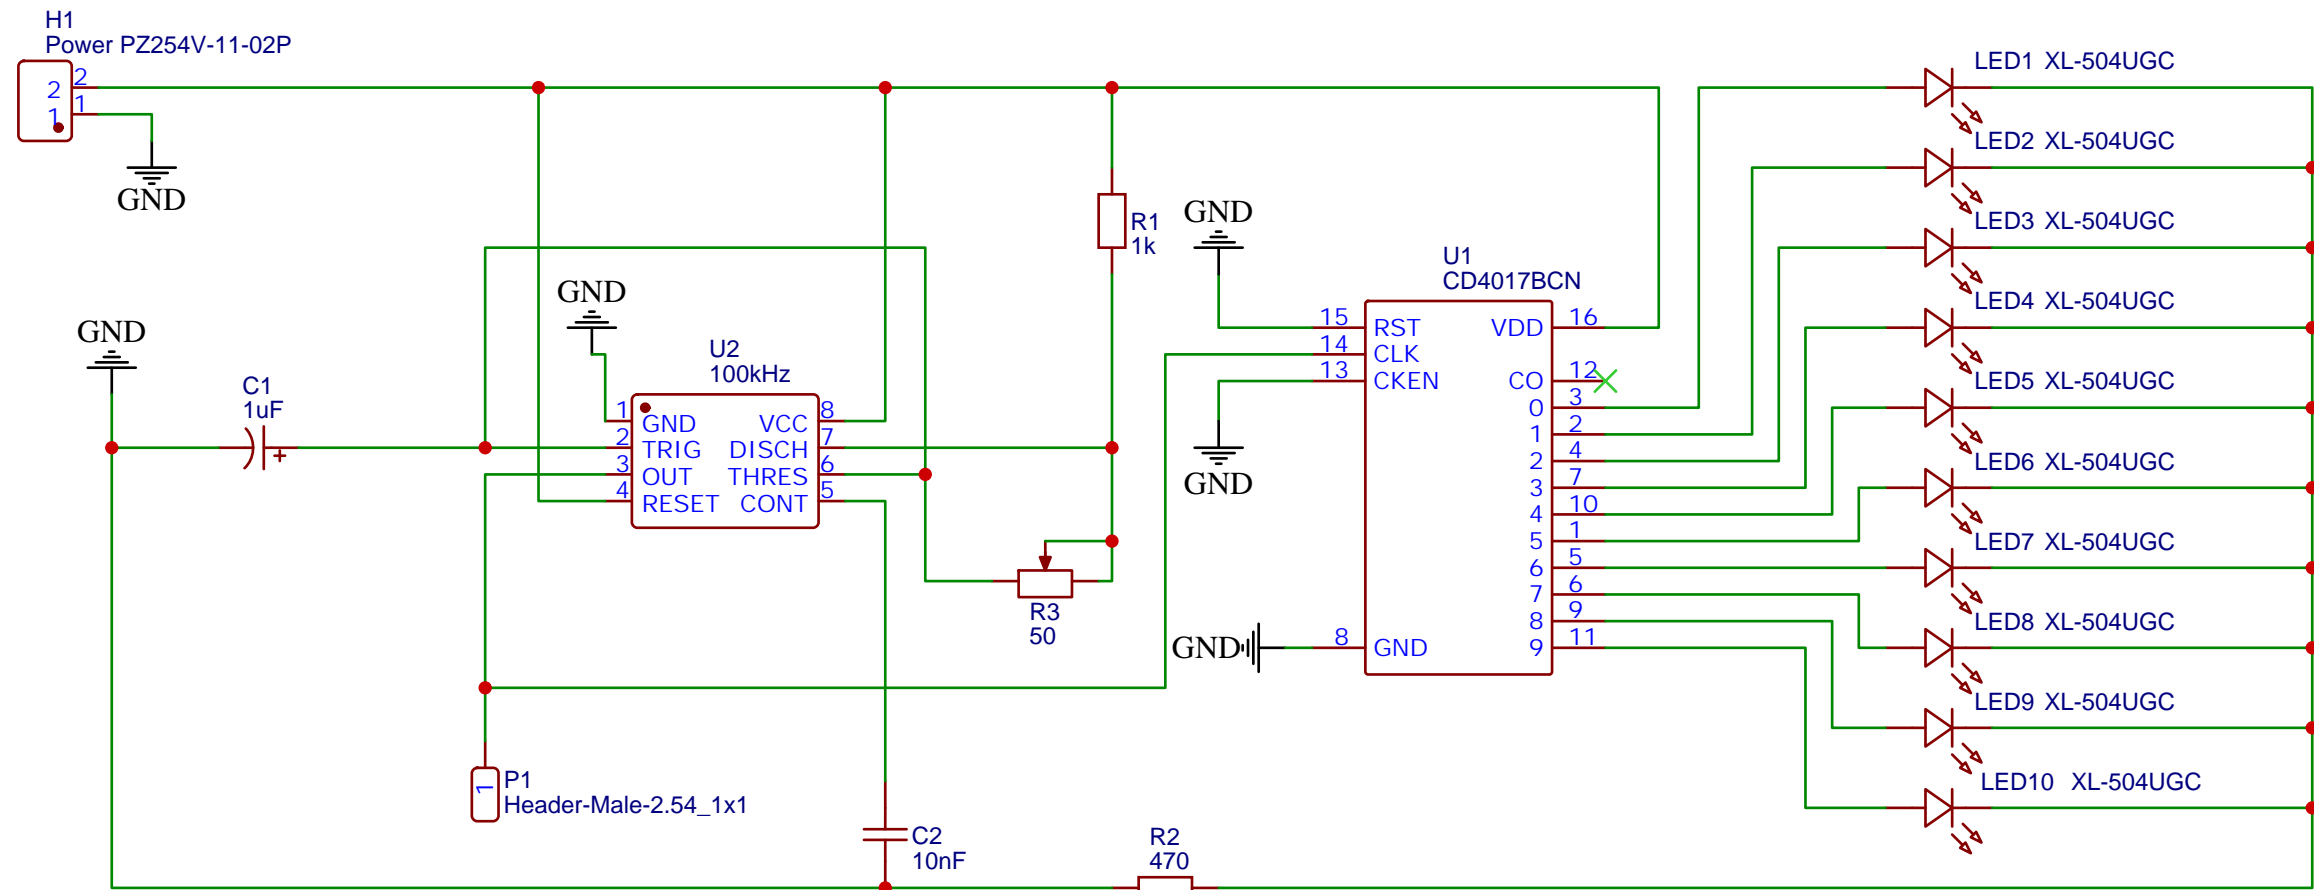 H1
Power PZ254V-11-02P
2
2
1
1
GND
GND
C1
1uF
+
GND
U2
100kHz
1 GND VCC 8
2 TRIG DISCH 7
3 OUT THRES 6
4 RESET CONT 5
R1
1k
R3
50
P1
1
Header-Male-2.54_1x1
C2
10nF
R2
470
GND
GND
GND
U1
CD4017BCN
15 RST VDD 16
14 CLK
13 CKEN CO 12
0 3
1 2
2 4
3 7
4 10
5 1
6 5
7 6
8 9
8 GND 9 11
LED1 XL-504UGC
LED2 XL-504UGC
LED3 XL-504UGC
LED4 XL-504UGC
LED5 XL-504UGC
LED6 XL-504UGC
LED7 XL-504UGC
LED8 XL-504UGC
LED9 XL-504UGC
LED10 XL-504UGC